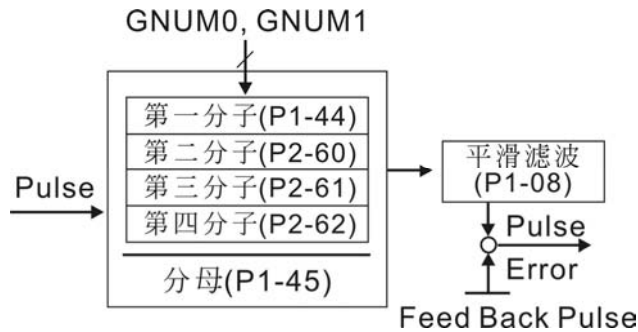 GNUM0, GNUM1
第一分子(P1-44)
第二分子(P2-60)
第三分子(P2-61)
第四分子(P2-62)
分母(P1-45)
Pulse
平滑滤波
(P1-08)
Pulse
Error
Feed Back Pulse